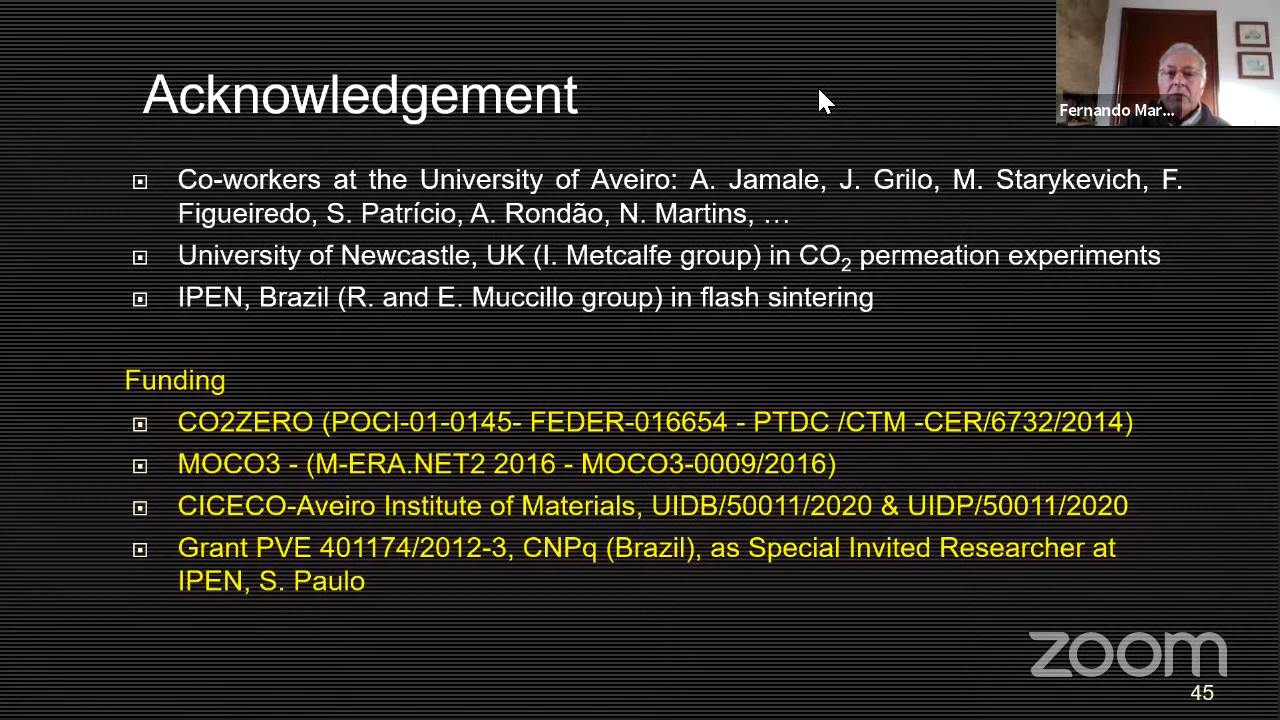 Acknowledgement
Fernando Mar...
Co-workers at the University of Aveiro: A. Jamale, J. Grilo, M. Starykevich, F.
Figueiredo, S. Patrício, A. Rondão, N. Martins, …
University of Newcastle, UK (I. Metcalfe group) in CO₂ permeation experiments
IPEN, Brazil (R. and E. Muccillo group) in flash sintering
Funding
CO2ZERO (POCI-01-0145- FEDER-016654 - PTDC /CTM -CER/6732/2014)
MOCO3 - (M-ERA.NET2 2016 - MOCO3-0009/2016)
CICECO-Aveiro Institute of Materials, UIDB/50011/2020 & UIDP/50011/2020
Grant PVE 401174/2012-3, CNPq (Brazil), as Special Invited Researcher at
IPEN, S. Paulo
zoom
45